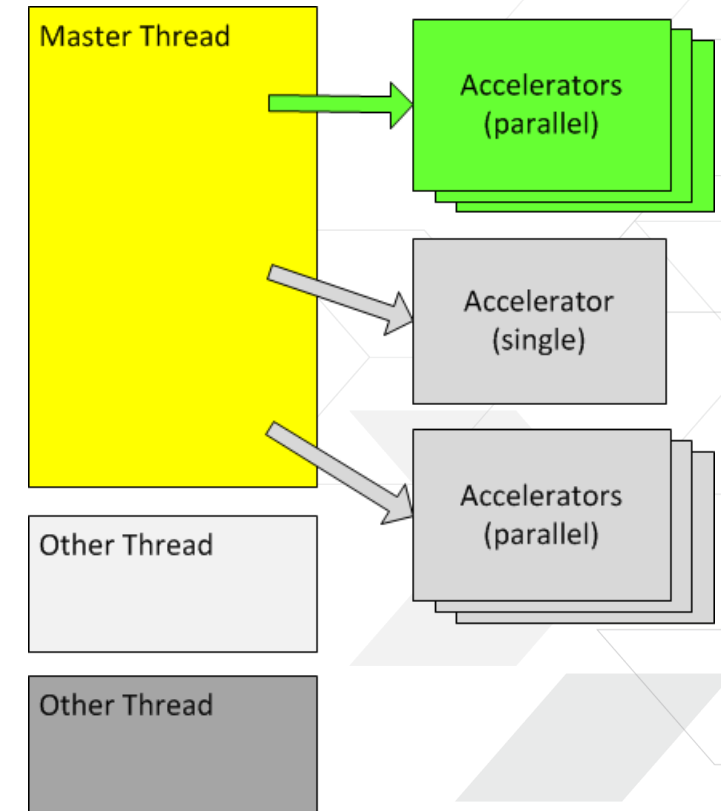 Master Thread
Accelerators
(parallel)
Accelerator
(single)
Accelerators
(parallel)
Other Thread
Other Thread